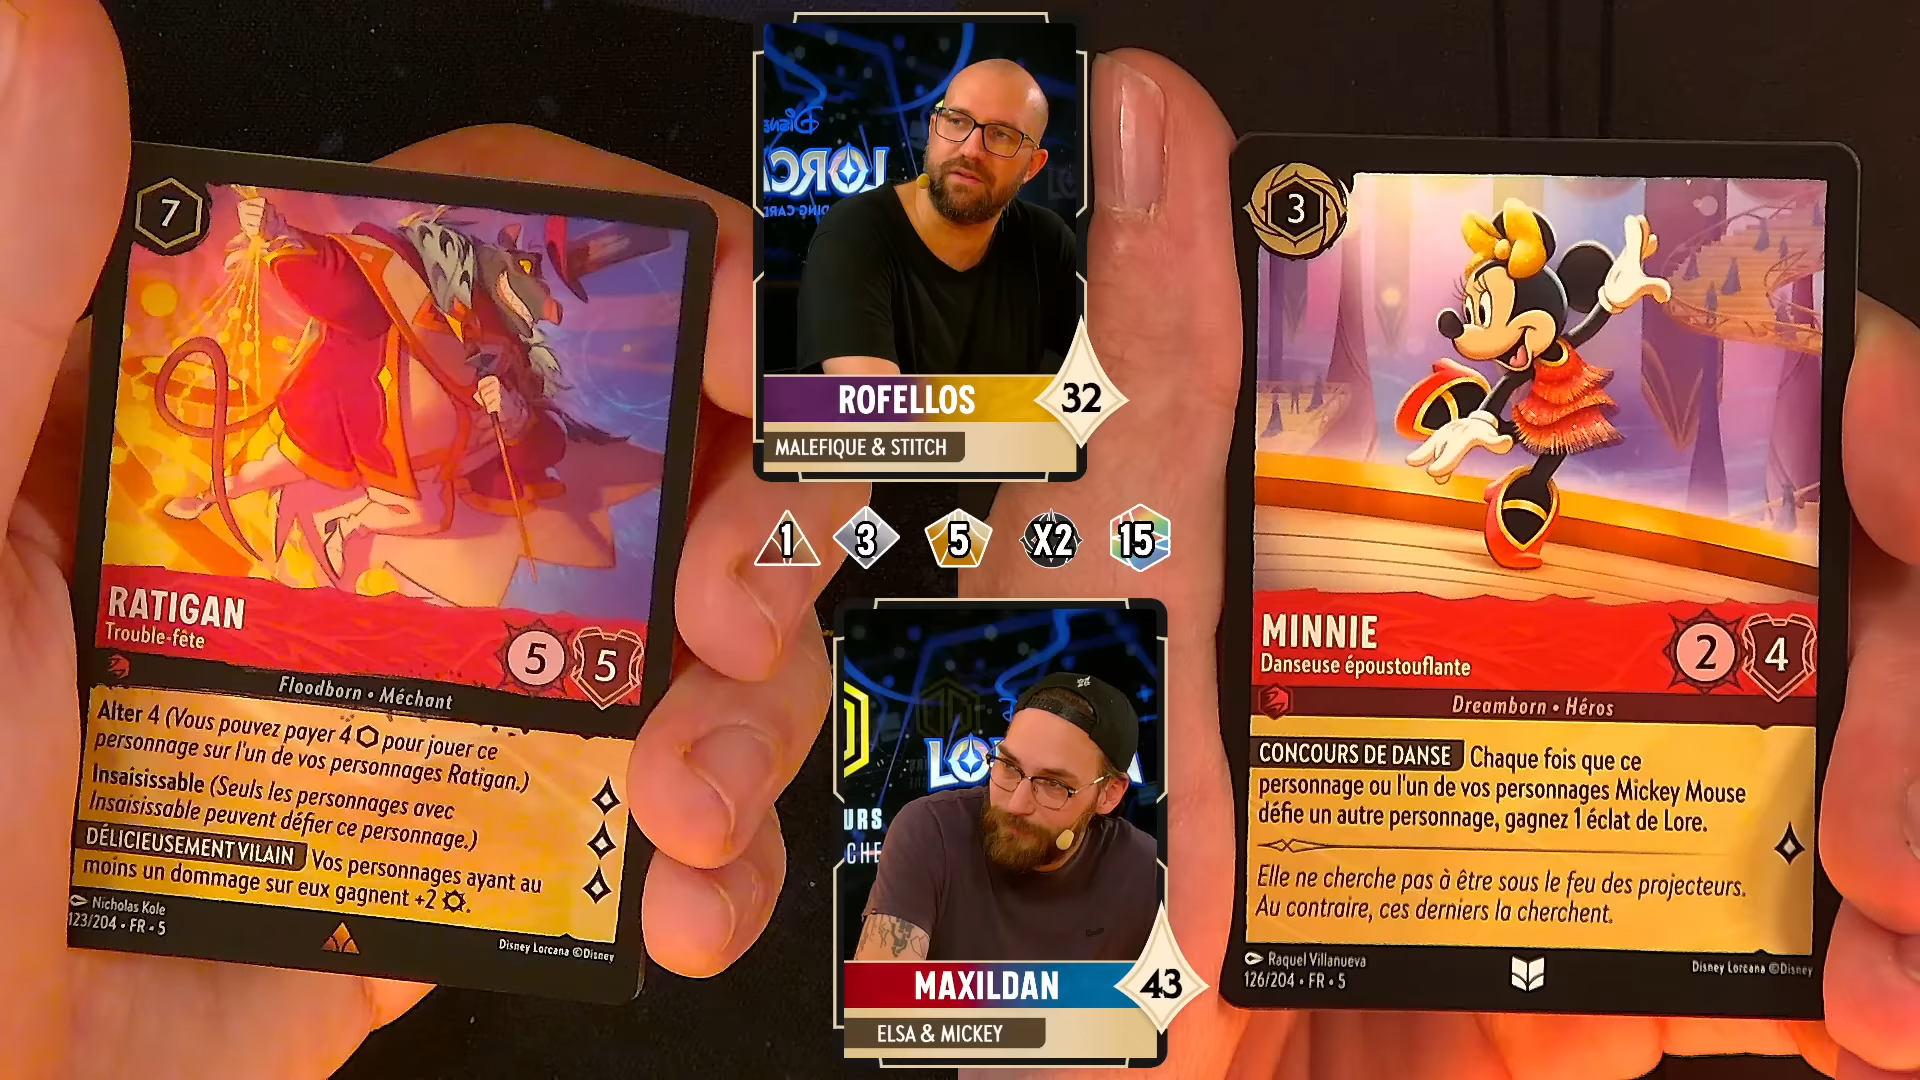 7
RATIGAN
Trouble-fête
5
5
Floodborn • Méchant
Alter 4 (Vous pouvez payer 4 pour jouer ce
personnage sur l'un de vos personnages Ratigan.)
Insaisissable (Seuls les personnages avec
Insaisissable peuvent défier ce personnage.)
DÉLICIEUSEMENT VILAIN Vos personnages ayant au
moins un dommage sur eux gagnent +2 .
Nicholas Kole
123/204 • FR • 5
Disney Lorcana ©Disney
ROFELLOS
32
MALEFIQUE & STITCH
1
3
5
X2
15
URS
CHE
MAXILDAN
43
ELSA & MICKEY
3
MINNIE
Danseuse époustouflante
2
4
Dreamborn • Héros
CONCOURS DE DANSE Chaque fois que ce
personnage ou l'un de vos personnages Mickey Mouse
défie un autre personnage, gagnez 1 éclat de Lore.
Elle ne cherche pas à être sous le feu des projecteurs.
Au contraire, ces derniers la cherchent.
Raquel Villanueva
126/204 • FR • 5
Disney Lorcana ©Disney